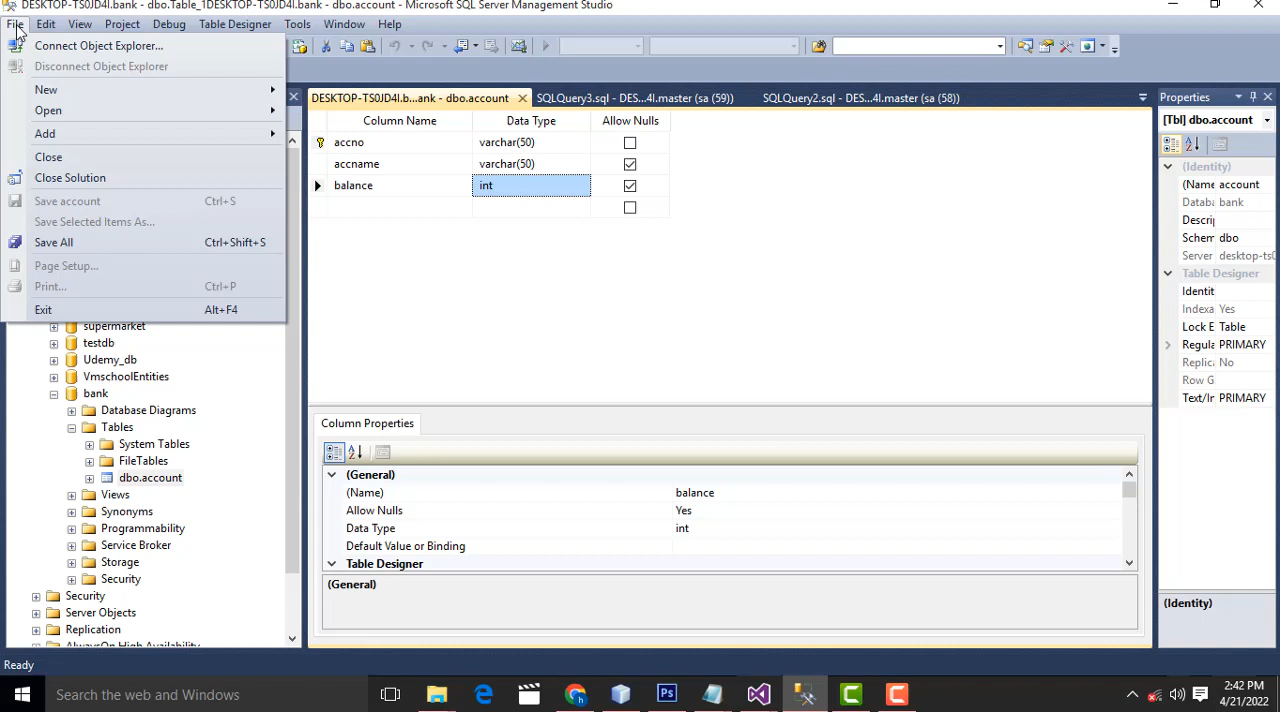 DESKTOP-TS0JD4I.bank - dbo.Table_1DESKTOP-TS0JD4I.bank - dbo.account - Microsoft SQL Server Management Studio
File Edit View Project Debug Table Designer Tools Window Help
Connect Object Explorer...
Disconnect Object Explorer
New
Open
Add
Close
Close Solution
Save account Ctrl+S
Save Selected Items As...
Save All Ctrl+Shift+S
Page Setup...
Print... Ctrl+P
Exit Alt+F4
supermarket
testdb
Udemy_db
VmschoolEntities
bank
Database Diagrams
Tables
System Tables
FileTables
dbo.account
Views
Synonyms
Programmability
Service Broker
Storage
Security
Security
Server Objects
Replication
AlwaysOn High Availability
DESKTOP-TS0JD4I.b...ank - dbo.account SQLQuery3.sql - DES...4I.master (sa (59)) SQLQuery2.sql - DES...4I.master (sa (58))
Column Name Data Type Allow Nulls
accno varchar(50)
accname varchar(50)
balance int
Column Properties
(General)
(Name) balance
Allow Nulls Yes
Data Type int
Default Value or Binding
Table Designer
(General)
Properties
[Tbl] dbo.account
(Identity)
(Name account
Databa bank
Descrip
Schem dbo
Server desktop-ts0
Table Designer
Identit
Indexa Yes
Lock E Table
Regula PRIMARY
Replica No
Row G
Text/In PRIMARY
(Identity)
Ready
Search the web and Windows
2:42 PM
4/21/2022